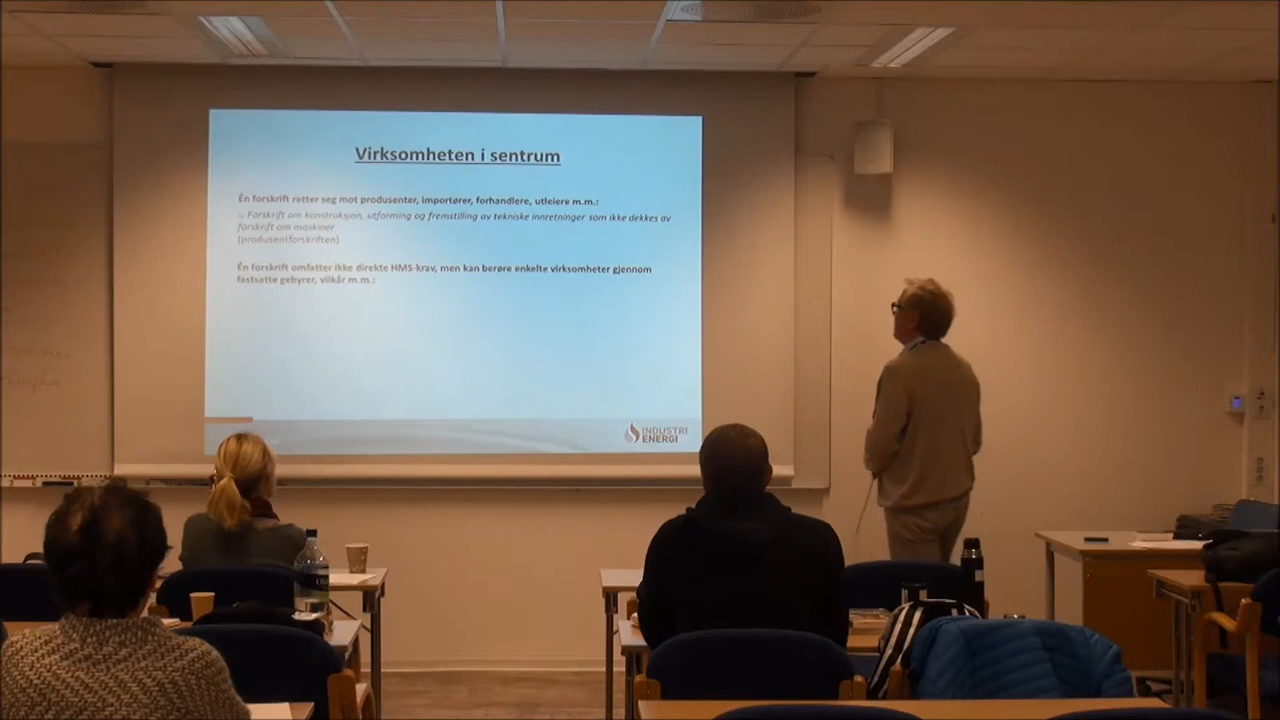 Virksomheten i sentrum
Én forskrift retter seg mot produsenter, importører, forhandlere, utleiere m.m.:
Forskrift om konstruksjon, utforming og fremstilling av tekniske innretninger som ikke dekkes av
forskrift om maskiner
(produsentforskriften)
Én forskrift omfatter ikke direkte HMS-krav, men kan berøre enkelte virksomheter gjennom
fastsatte gebyrer, vilkår m.m.:
INDUSTRI
ENERGI